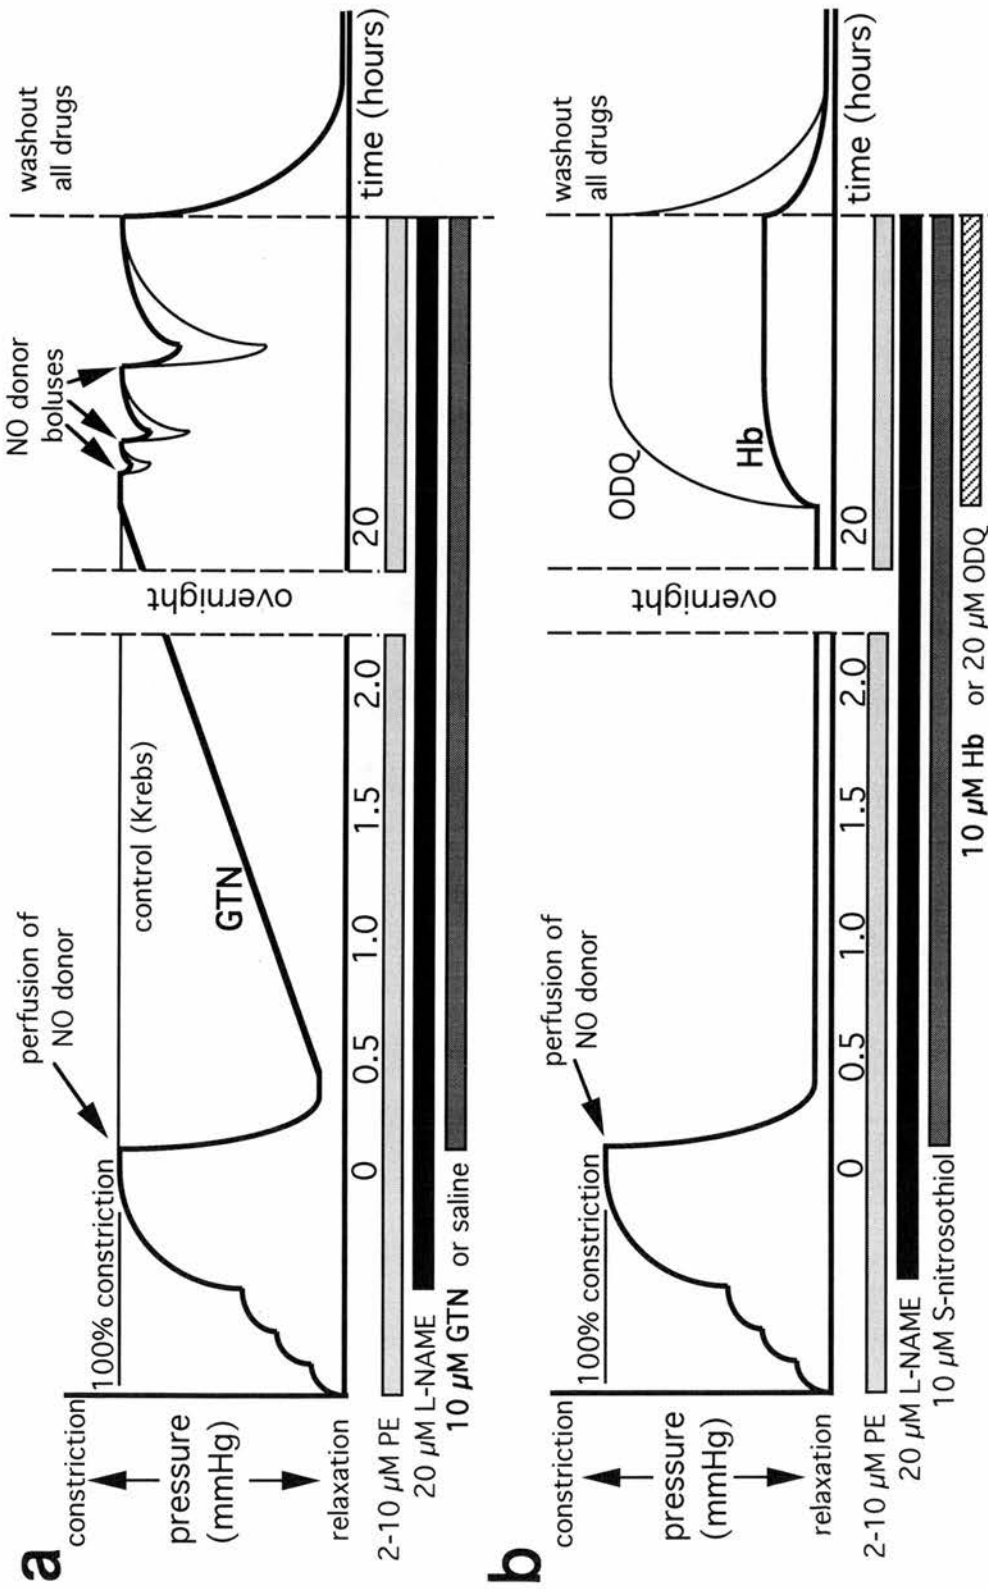 a
constriction
pressure
(mmHg)
relaxation
100% constriction
perfusion of
NO donor
control (Krebs)
GTN
overnight
NO donor
boluses
washout
all drugs
0
0.5
1.0
1.5
2.0
20
time (hours)
2-10 µM PE
20 µM L-NAME
10 µM GTN or saline
b
constriction
pressure
(mmHg)
relaxation
100% constriction
perfusion of
NO donor
overnight
ODQ
Hb
washout
all drugs
0
0.5
1.0
1.5
2.0
20
time (hours)
2-10 µM PE
20 µM L-NAME
10 µM S-nitrosothiol
10 µM Hb or 20 µM ODQ